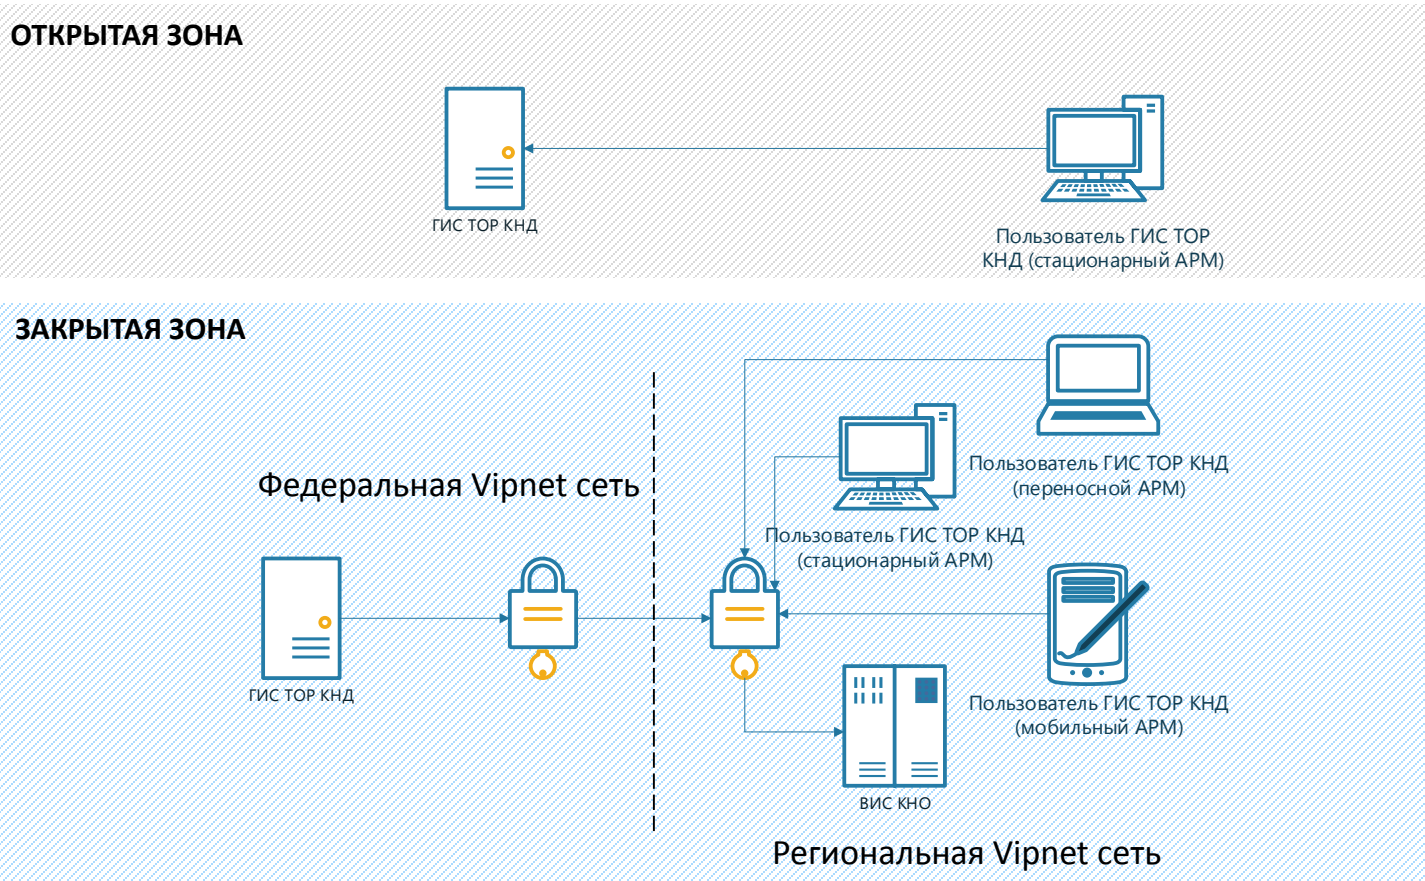 ОТКРЫТАЯ ЗОНА
ГИС ТОР КНД
Пользователь ГИС ТОР
КНД (стационарный АРМ)
ЗАКРЫТАЯ ЗОНА
Пользователь ГИС ТОР КНД
(переносной АРМ)
Федеральная Vipnet сеть
Пользователь ГИС ТОР КНД
(стационарный АРМ)
ГИС ТОР КНД
Пользователь ГИС ТОР КНД
(мобильный АРМ)
ВИС КНО
Региональная Vipnet сеть